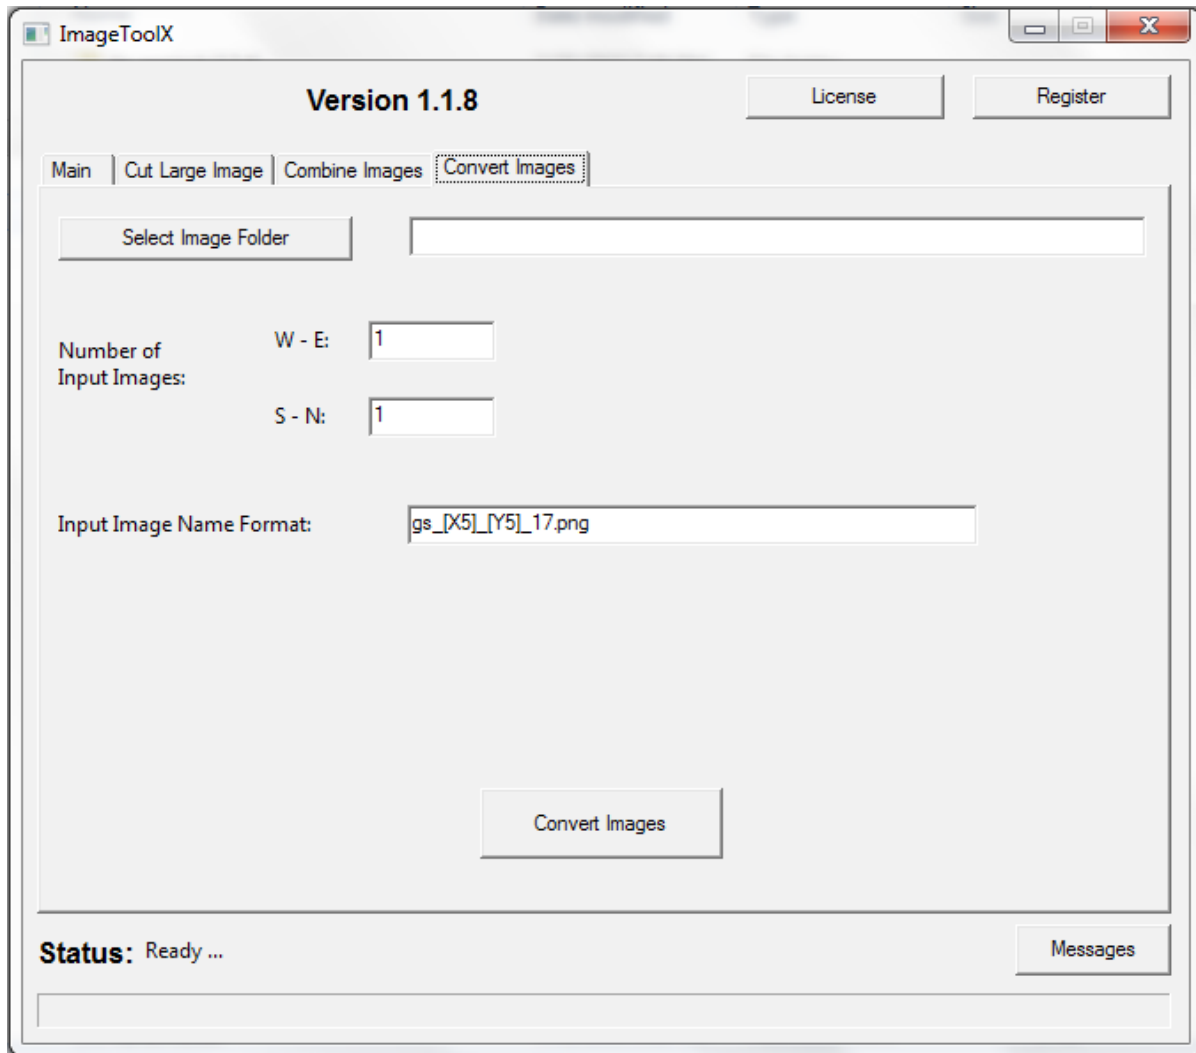 ImageToolX
Version 1.1.8
License
Register
Main
Cut Large Image
Combine Images
Convert Images
Select Image Folder
Number of
Input Images:
W - E:
1
S - N:
1
Input Image Name Format:
gs_[X5]_[Y5]_17.png
Convert Images
Status: Ready ...
Messages